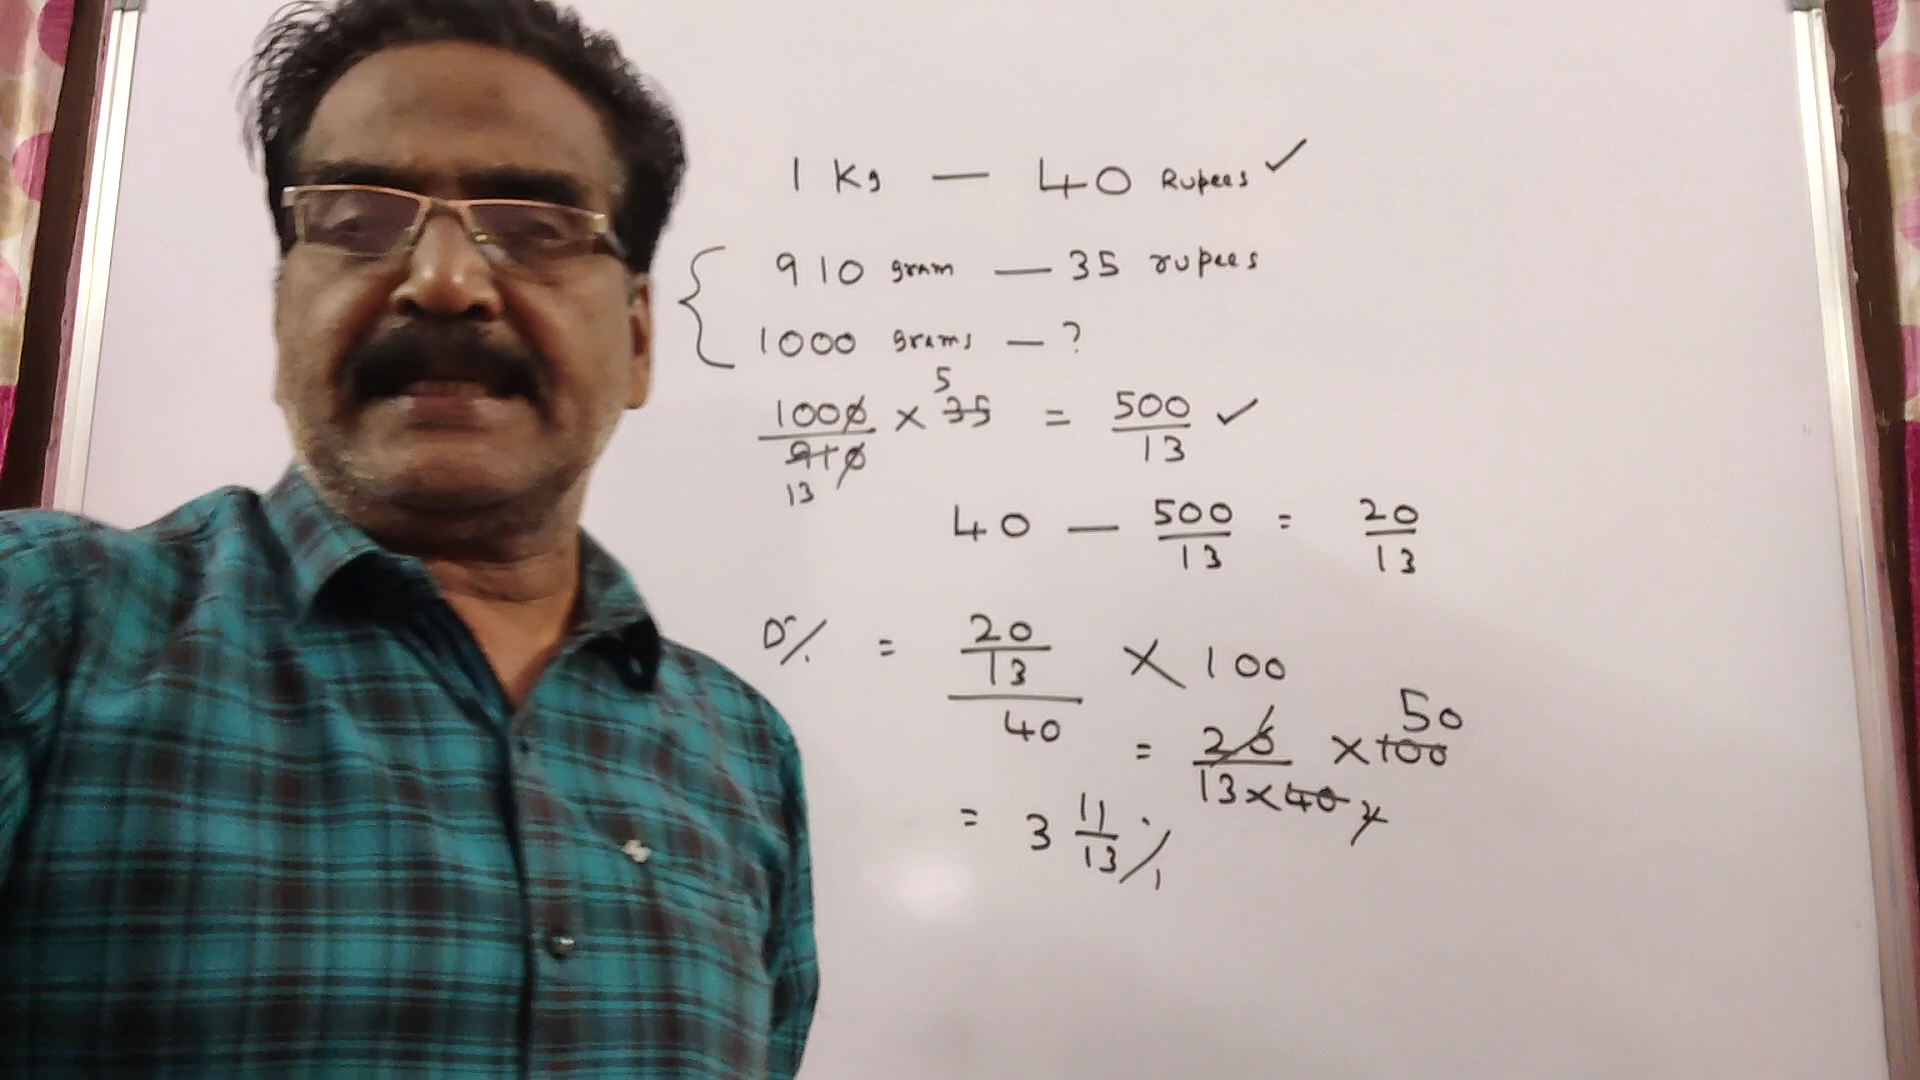 1 Kg — 40 Rupees ✓
910 gram — 35 rupees
1000 grams — ?
5
1000/910 × 35 = 500/13 ✓
13
40 — 500/13 = 20/13
D% = 20/13/40 × 100
50
= 20/13×40 × 100
2
= 3 11/13 %